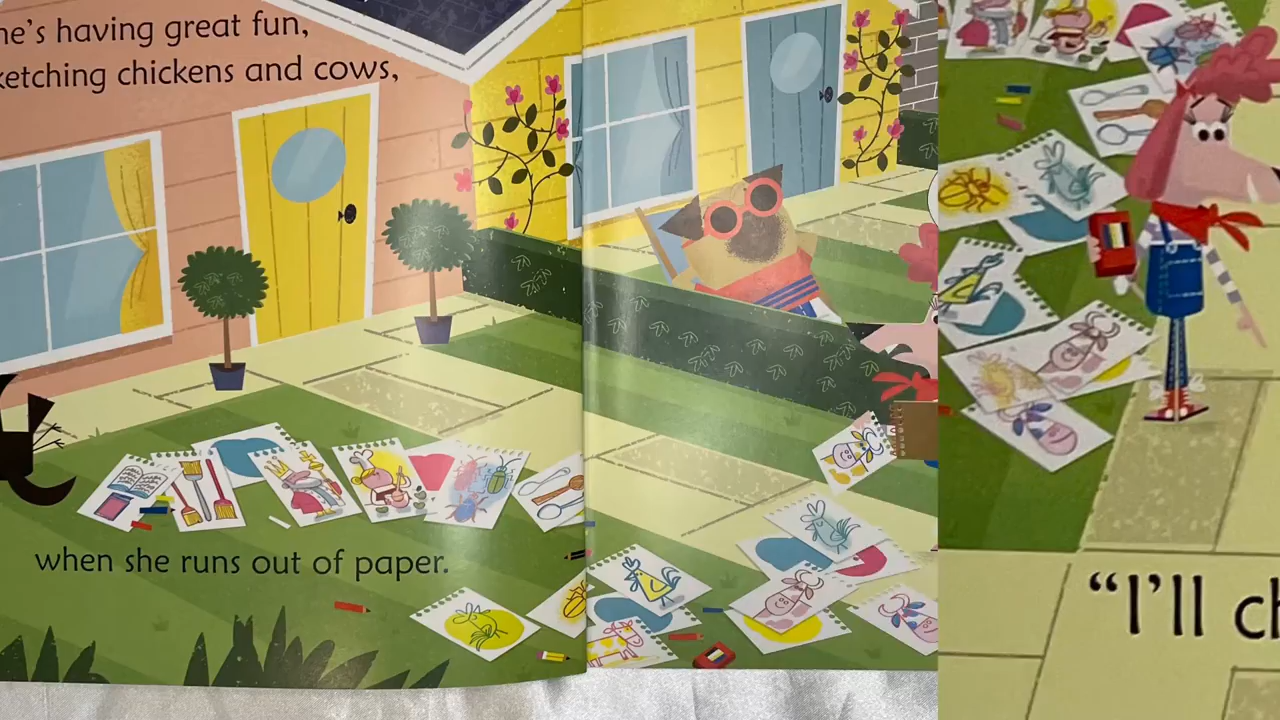 he's having great fun,
ketching chickens and cows,
when she runs out of paper.
"I'll ch